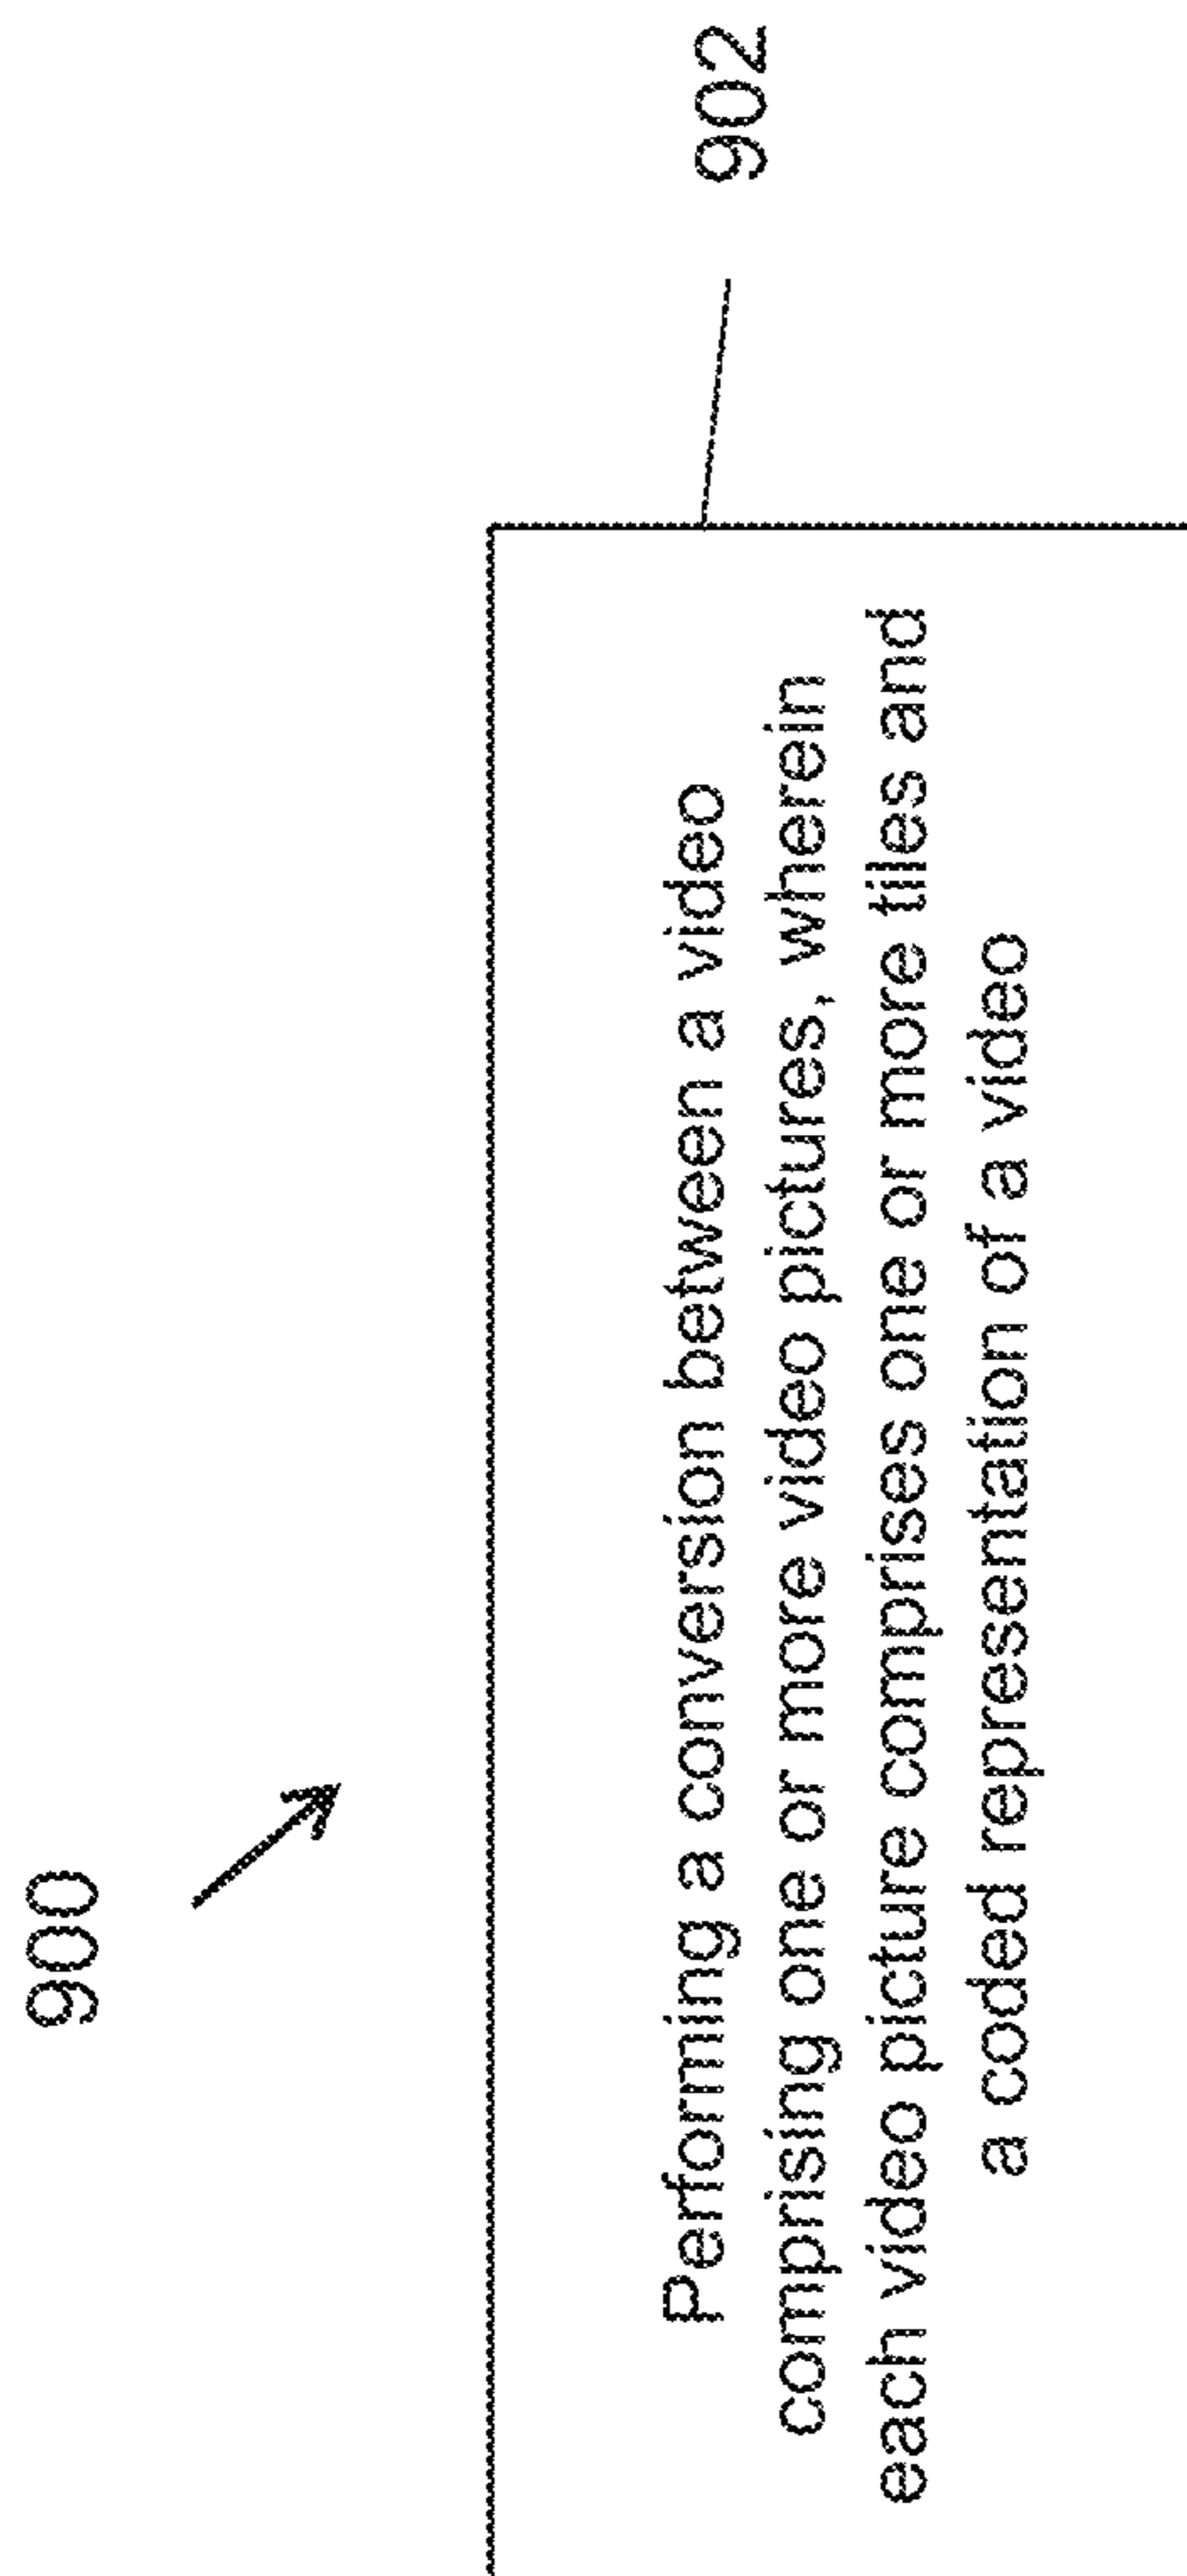 900
902
Performing a conversion between a video
comprising one or more video pictures, wherein
each video picture comprises one or more tiles and
a coded representation of a video